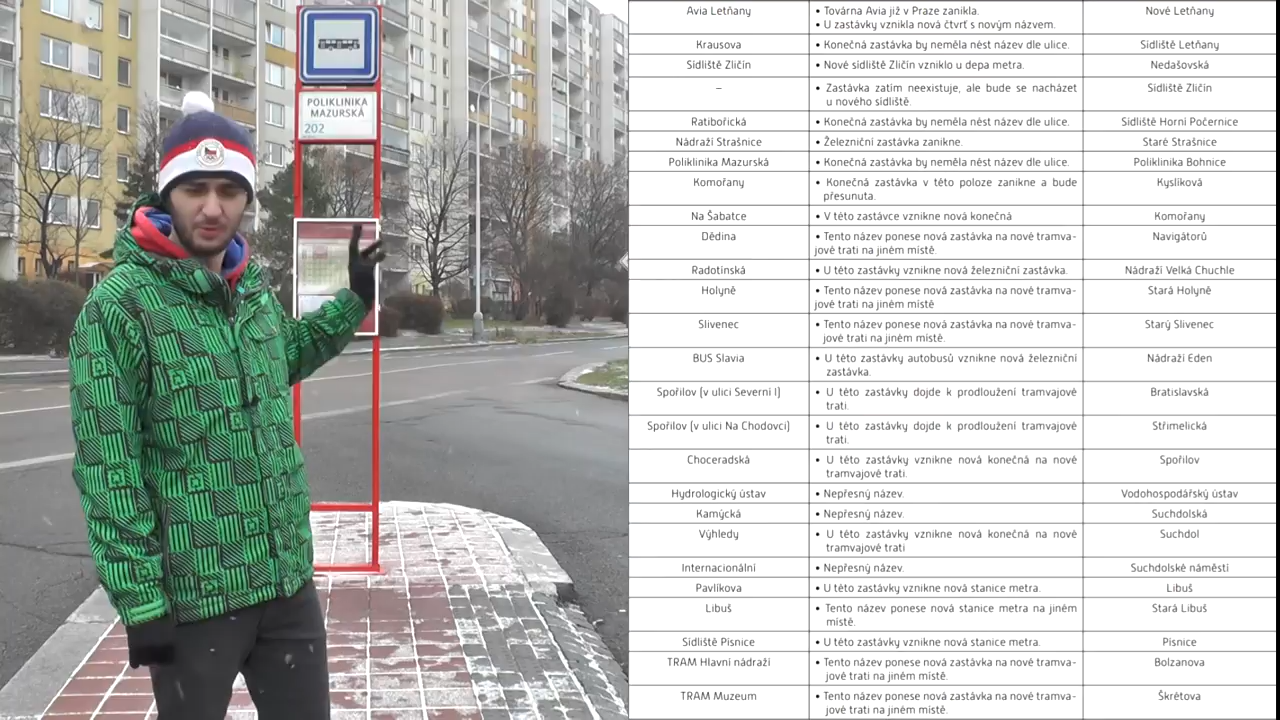 POLIKLINIKA
MAZURSKÁ
202
Avia Letňany
• Továrna Avia již v Praze zanikla.
• U zastávky vznikla nová čtvrť s novým názvem.
Nové Letňany
Krausova
• Konečná zastávka by neměla nést název dle ulice.
Sídliště Letňany
Sídliště Zličín
• Nové sídliště Zličín vzniklo u depa metra.
Nedašovská
–
• Zastávka zatím neexistuje, ale bude se nacházet
u nového sídliště.
Sídliště Zličín
Ratibořická
• Konečná zastávka by neměla nést název dle ulice.
Sídliště Horní Počernice
Nádraží Strašnice
• Železniční zastávka zanikne.
Staré Strašnice
Poliklinika Mazurská
• Konečná zastávka by neměla nést název dle ulice.
Poliklinika Bohnice
Komořany
• Konečná zastávka v této poloze zanikne a bude
přesunuta.
Kyslíková
Na Šabatce
• V této zastávce vznikne nová konečná
Komořany
Dědina
• Tento název ponese nová zastávka na nové tramva-
jové trati na jiném místě.
Navigátorů
Radotínská
• U této zastávky vznikne nová železniční zastávka.
Nádraží Velká Chuchle
Holyně
• Tento název ponese nová zastávka na nové tramva-
jové trati na jiném místě
Stará Holyně
Slivenec
• Tento název ponese nová zastávka na nové tramva-
jové trati na jiném místě.
Starý Slivenec
BUS Slavia
• U této zastávky autobusů vznikne nová železniční
zastávka.
Nádraží Eden
Spořilov (v ulici Severní I)
• U této zastávky dojde k prodloužení tramvajové
trati.
Bratislavská
Spořilov (v ulici Na Chodovci)
• U této zastávky dojde k prodloužení tramvajové
trati.
Střimelická
Choceradská
• U této zastávky vznikne nová konečná na nové
tramvajové trati.
Spořilov
Hydrologický ústav
• Nepřesný název.
Vodohospodářský ústav
Kamýcká
• Nepřesný název.
Suchdolská
Výhledy
• U této zastávky vznikne nová konečná na nové
tramvajové trati
Suchdol
Internacionální
• Nepřesný název.
Suchdolské náměstí
Pavlíkova
• U této zastávky vznikne nová stanice metra.
Libuš
Libuš
• Tento název ponese nová stanice metra na jiném
místě.
Stará Libuš
Sídliště Písnice
• U této zastávky vznikne nová stanice metra.
Písnice
TRAM Hlavní nádraží
• Tento název ponese nová zastávka na nové tramva-
jové trati na jiném místě.
Bolzanova
TRAM Muzeum
• Tento název ponese nová zastávka na nové tramva-
jové trati na jiném místě.
Škrétova